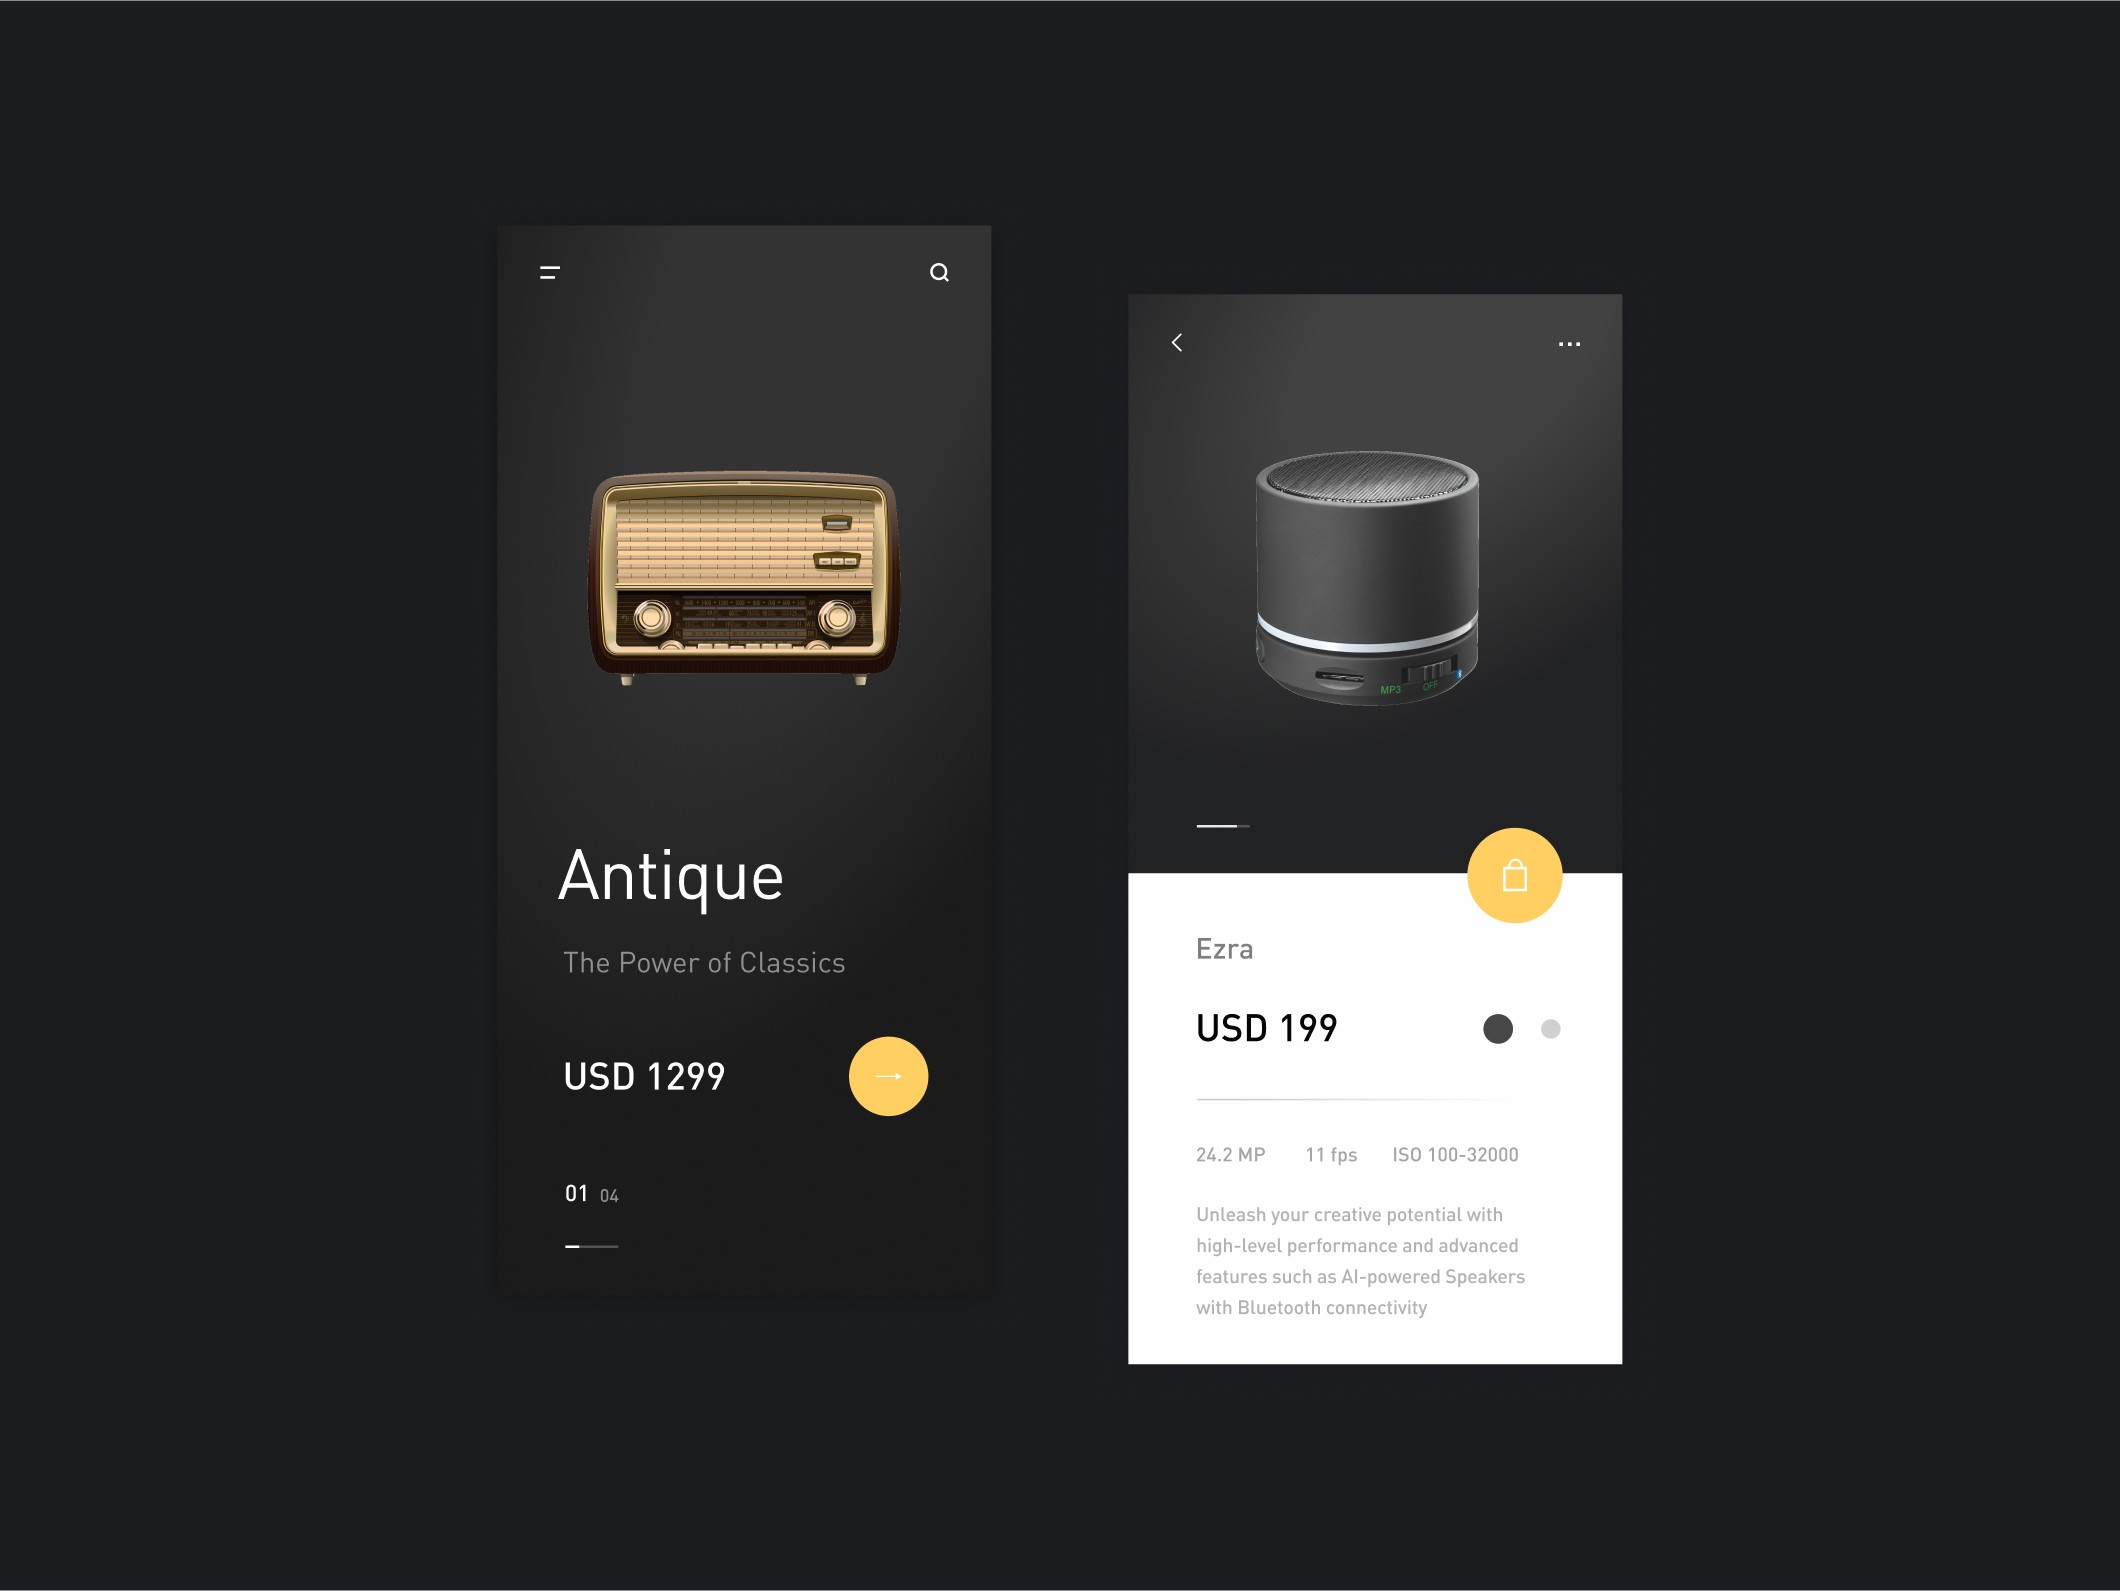 Antique
The Power of Classics
USD 1299
01 04
MP3 OFF
Ezra
USD 199
24.2 MP 11 fps ISO 100-32000
Unleash your creative potential with
high-level performance and advanced
features such as AI-powered Speakers
with Bluetooth connectivity